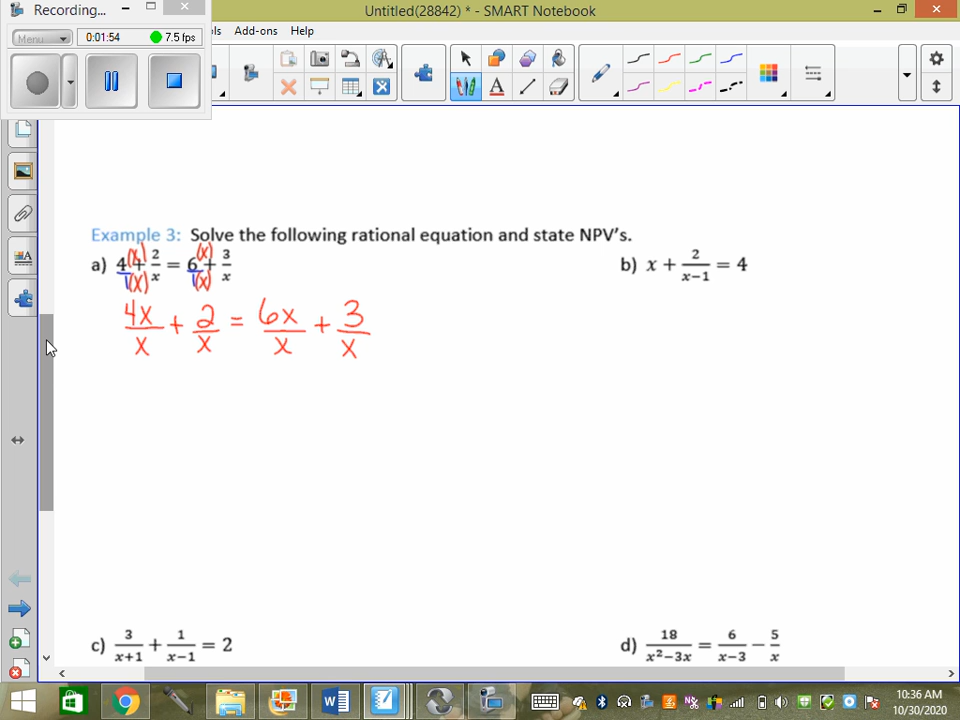 Recording...
Untitled(28842) * - SMART Notebook
Menu
0:01:54
7.5 fps
ols Add-ons Help
Example 3: Solve the following rational equation and state NPV's.
a) 4(x)/1(x) + 2/x = 6(x)/1(x) + 3/x
b) x + 2/(x−1) = 4
4x/x + 2/x = 6x/x + 3/x
c) 3/(x+1) + 1/(x−1) = 2
d) 18/(x²−3x) = 6/(x−3) − 5/x
10:36 AM
10/30/2020